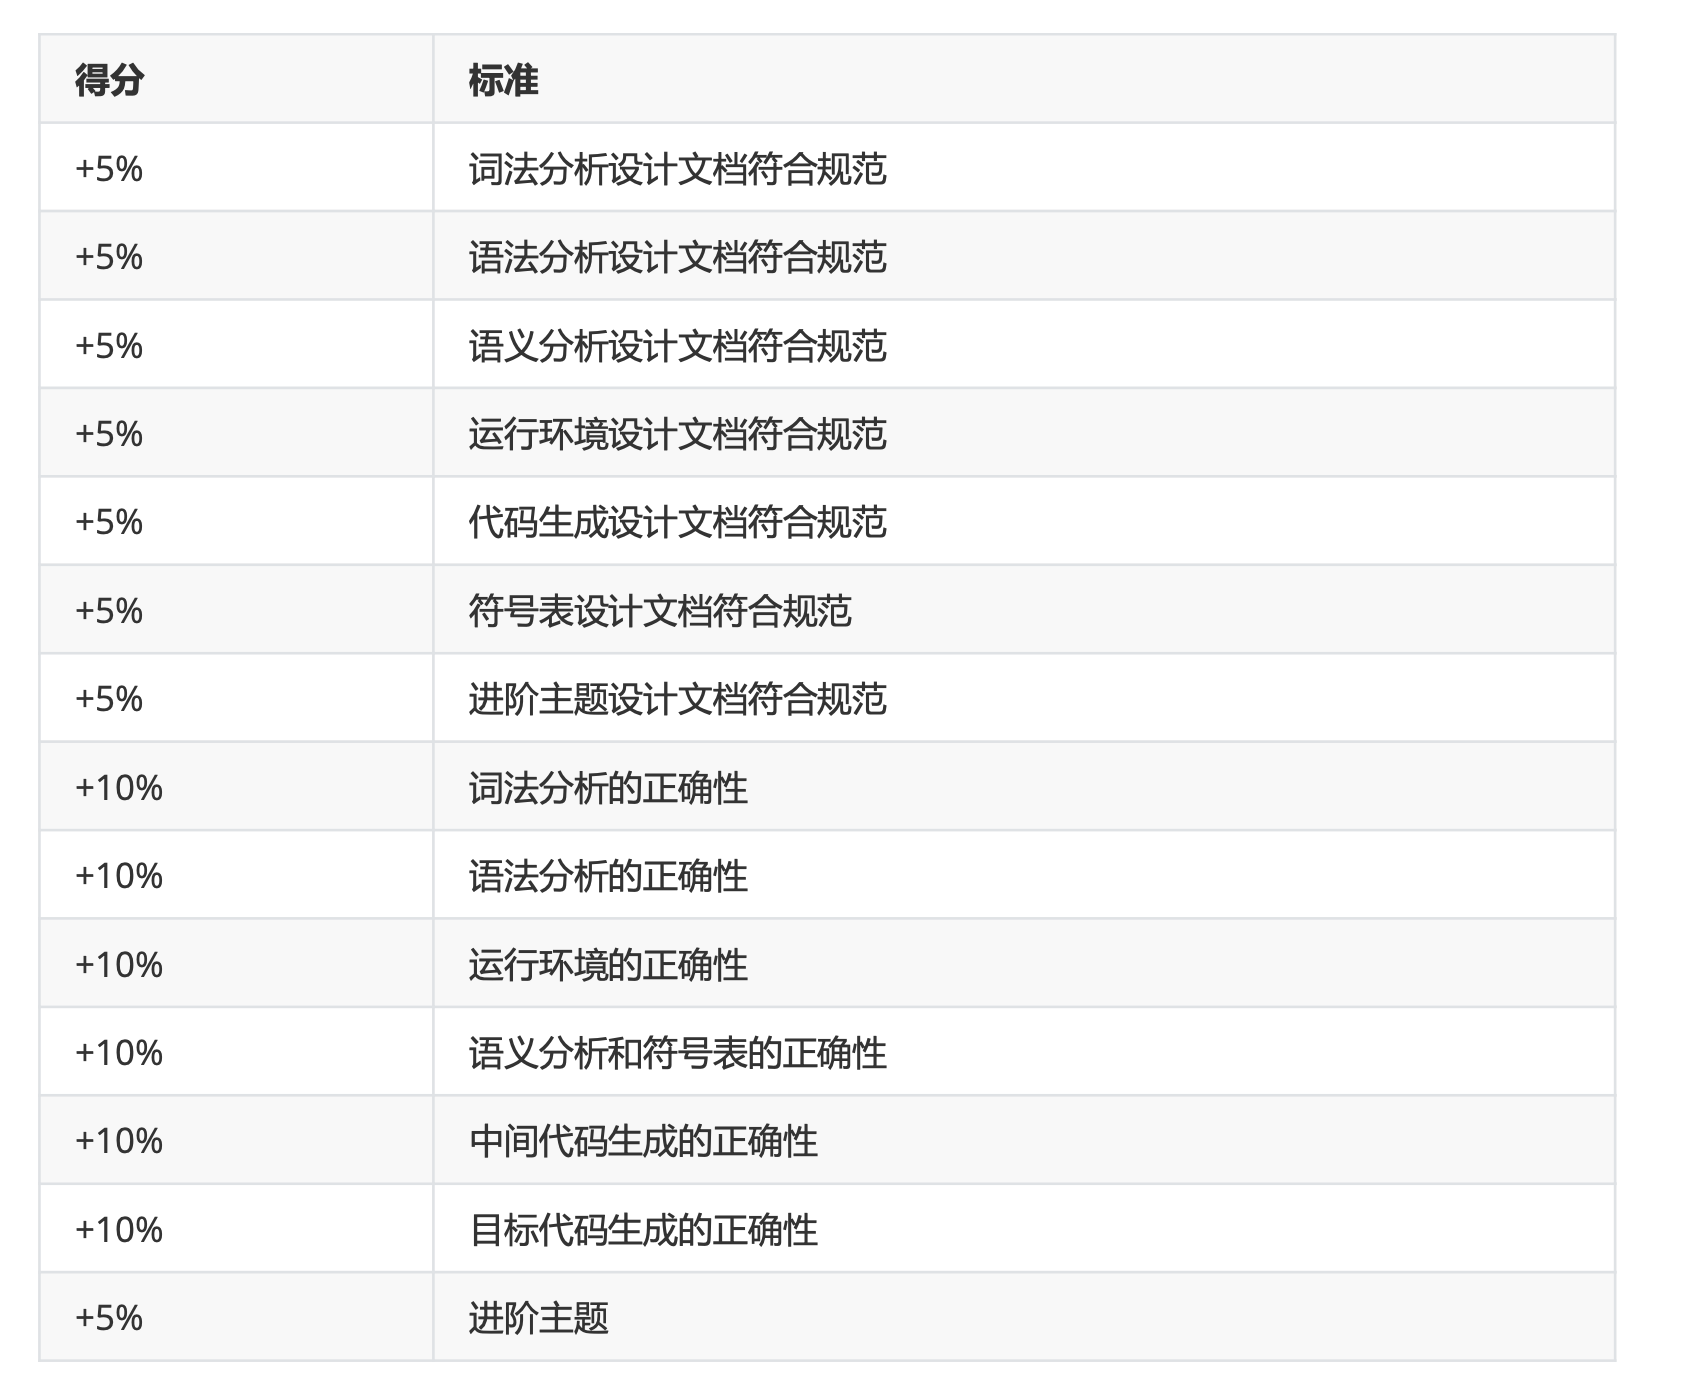 得分 标准
+5% 词法分析设计文档符合规范
+5% 语法分析设计文档符合规范
+5% 语义分析设计文档符合规范
+5% 运行环境设计文档符合规范
+5% 代码生成设计文档符合规范
+5% 符号表设计文档符合规范
+5% 进阶主题设计文档符合规范
+10% 词法分析的正确性
+10% 语法分析的正确性
+10% 运行环境的正确性
+10% 语义分析和符号表的正确性
+10% 中间代码生成的正确性
+10% 目标代码生成的正确性
+5% 进阶主题